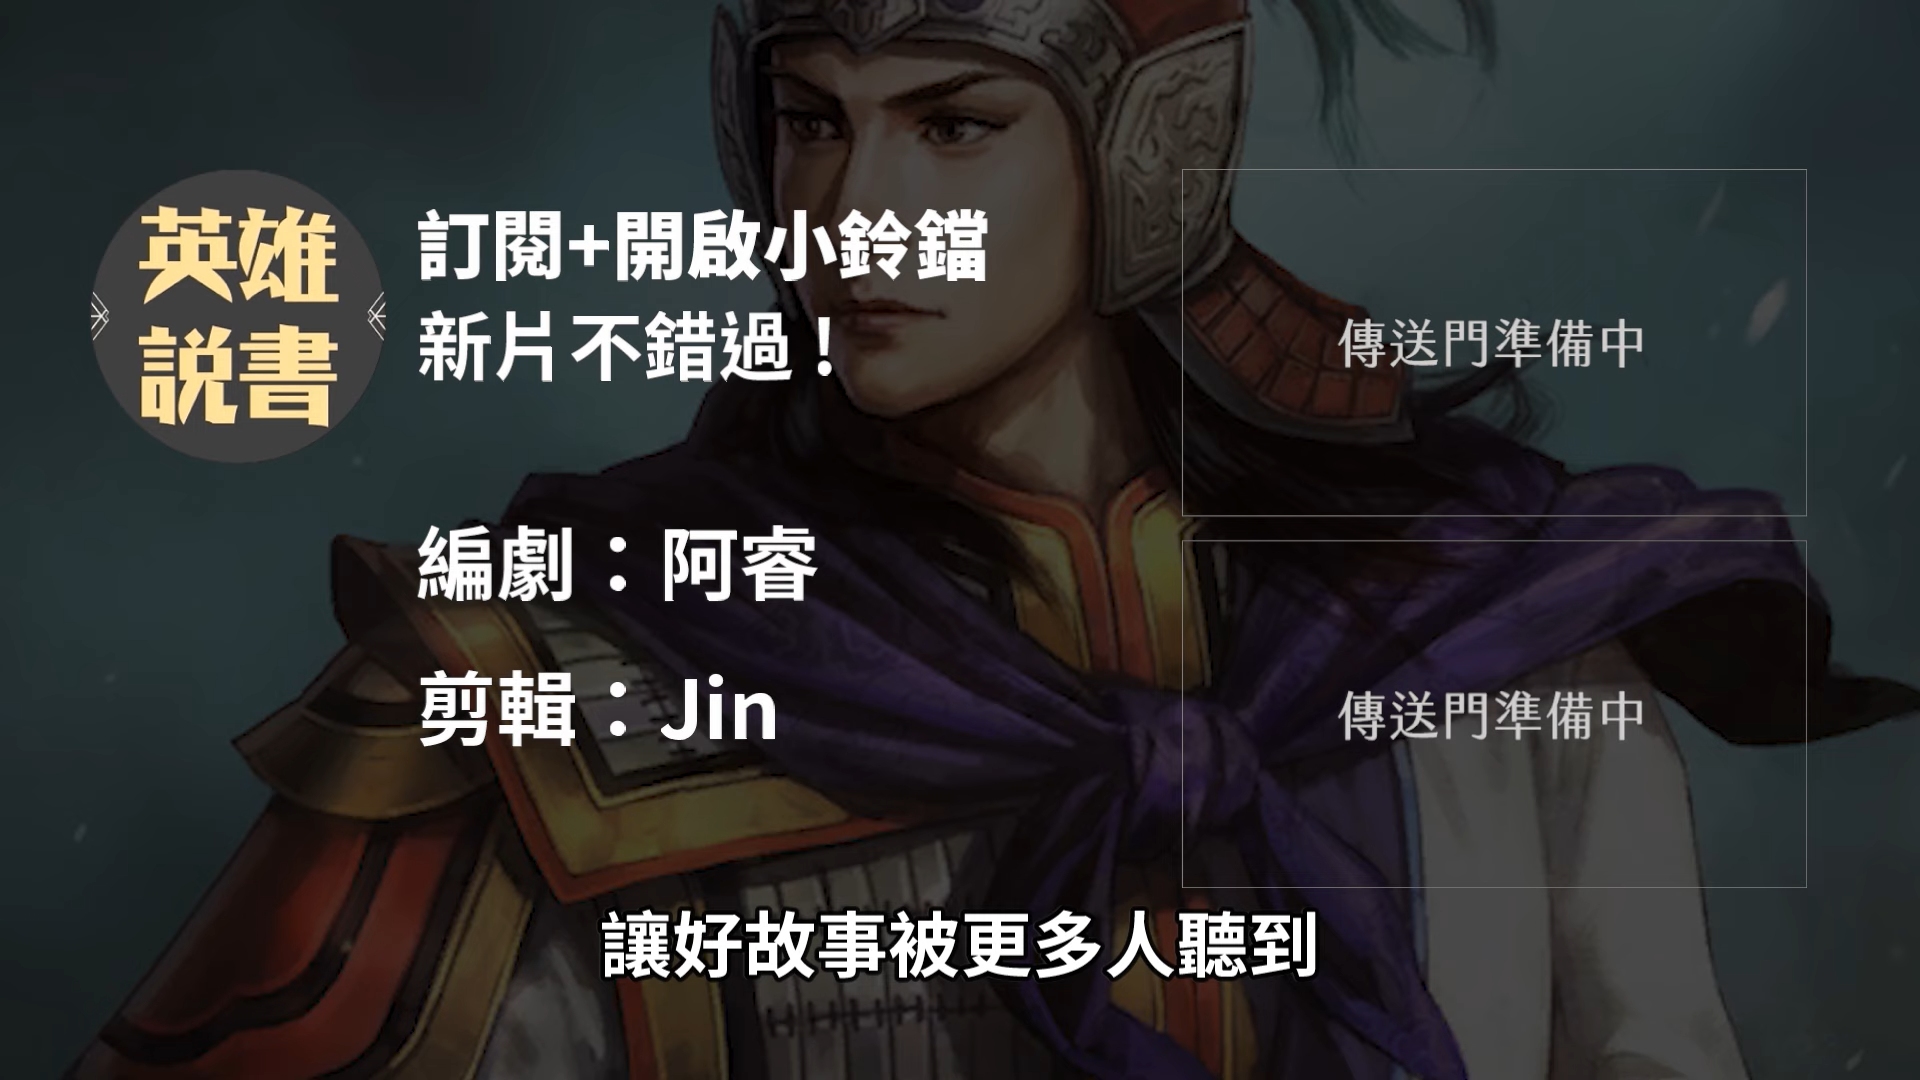 英雄
説書
訂閱+開啟小鈴鐺
新片不錯過！
編劇：阿睿
剪輯：Jin
傳送門準備中
傳送門準備中
讓好故事被更多人聽到